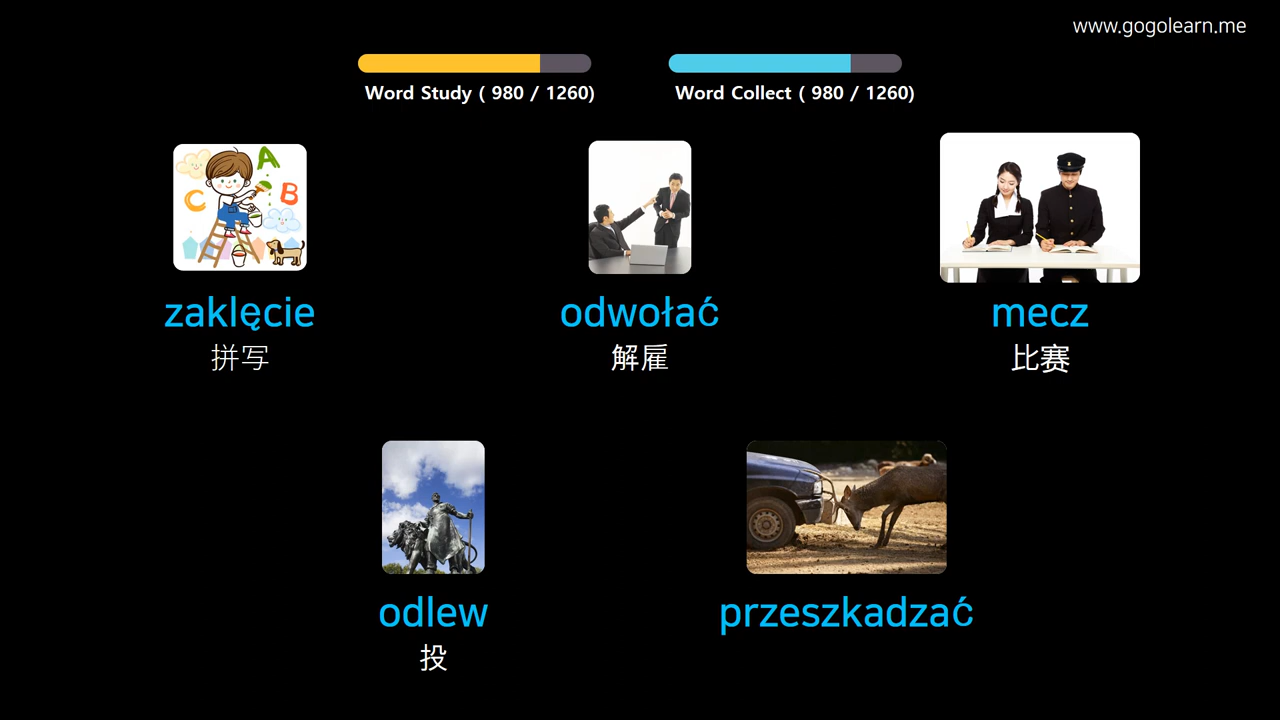 www.gogolearn.me
Word Study ( 980 / 1260)
Word Collect ( 980 / 1260)
A
B
C
zaklęcie
拼写
odwołać
解雇
mecz
比赛
odlew
投
przeszkadzać